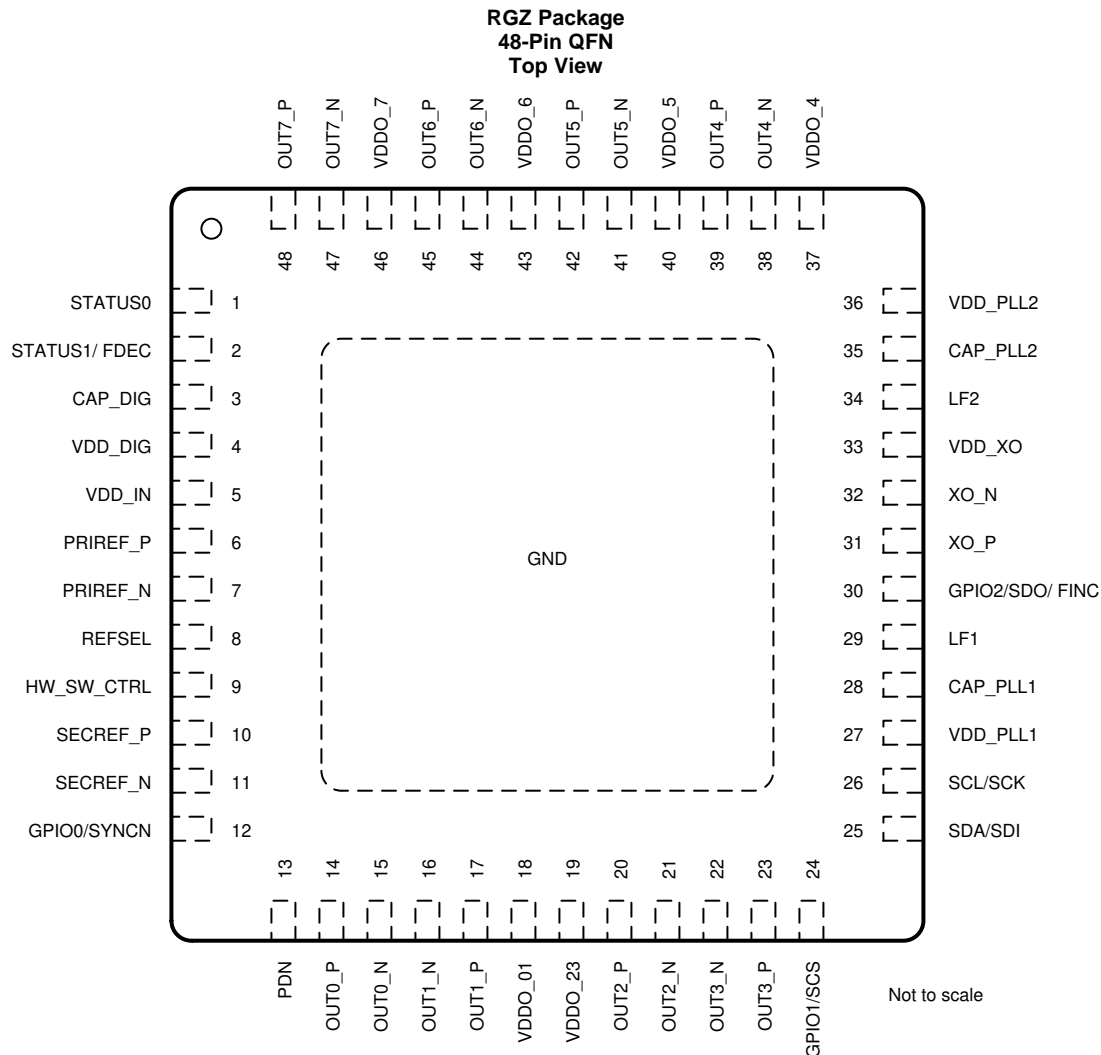 RGZ Package
48-Pin QFN
Top View
OUT7_P
OUT7_N
VDDO_7
OUT6_P
OUT6_N
VDDO_6
OUT5_P
OUT5_N
VDDO_5
OUT4_P
OUT4_N
VDDO_4
48
47
46
45
44
43
42
41
40
39
38
37
STATUS0 1
STATUS1/ FDEC 2
CAP_DIG 3
VDD_DIG 4
VDD_IN 5
PRIREF_P 6
PRIREF_N 7
REFSEL 8
HW_SW_CTRL 9
SECREF_P 10
SECREF_N 11
GPIO0/SYNCN 12
GND
36 VDD_PLL2
35 CAP_PLL2
34 LF2
33 VDD_XO
32 XO_N
31 XO_P
30 GPIO2/SDO/ FINC
29 LF1
28 CAP_PLL1
27 VDD_PLL1
26 SCL/SCK
25 SDA/SDI
13
14
15
16
17
18
19
20
21
22
23
24
PDN
OUT0_P
OUT0_N
OUT1_N
OUT1_P
VDDO_01
VDDO_23
OUT2_P
OUT2_N
OUT3_N
OUT3_P
GPIO1/SCS
Not to scale